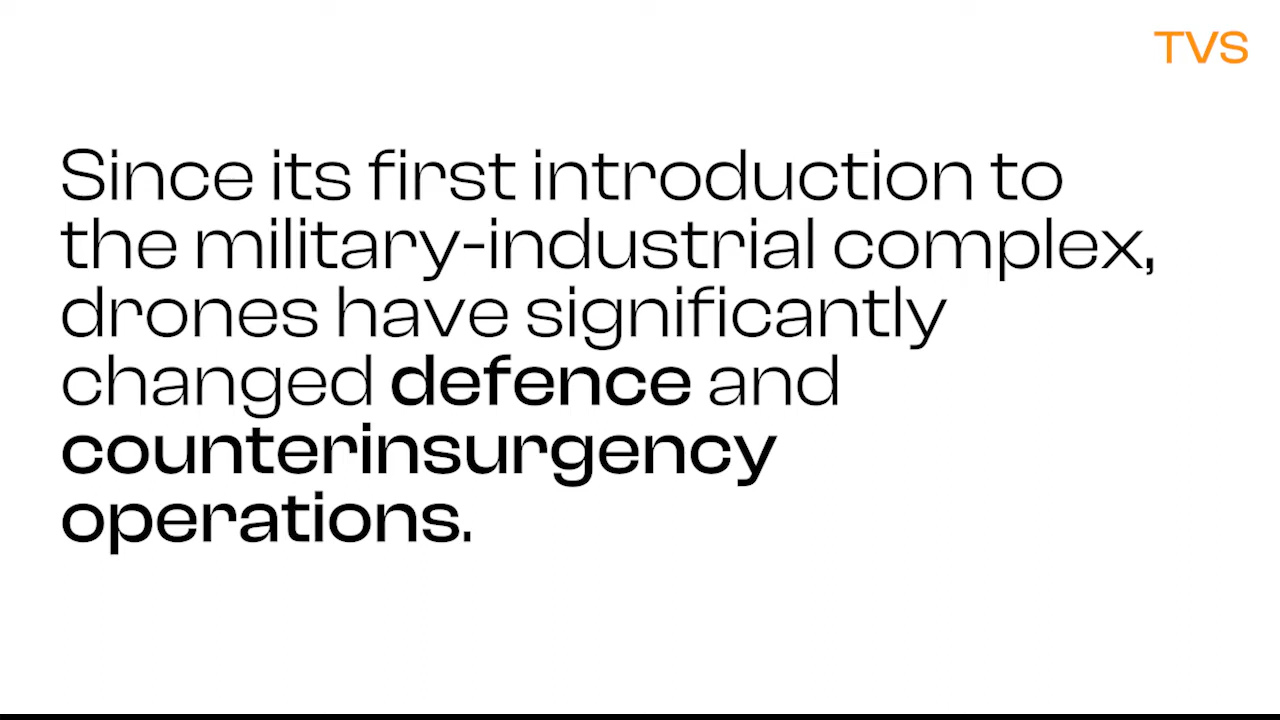 TVS
Since its first introduction to
the military-industrial complex,
drones have significantly
changed defence and
counterinsurgency
operations.